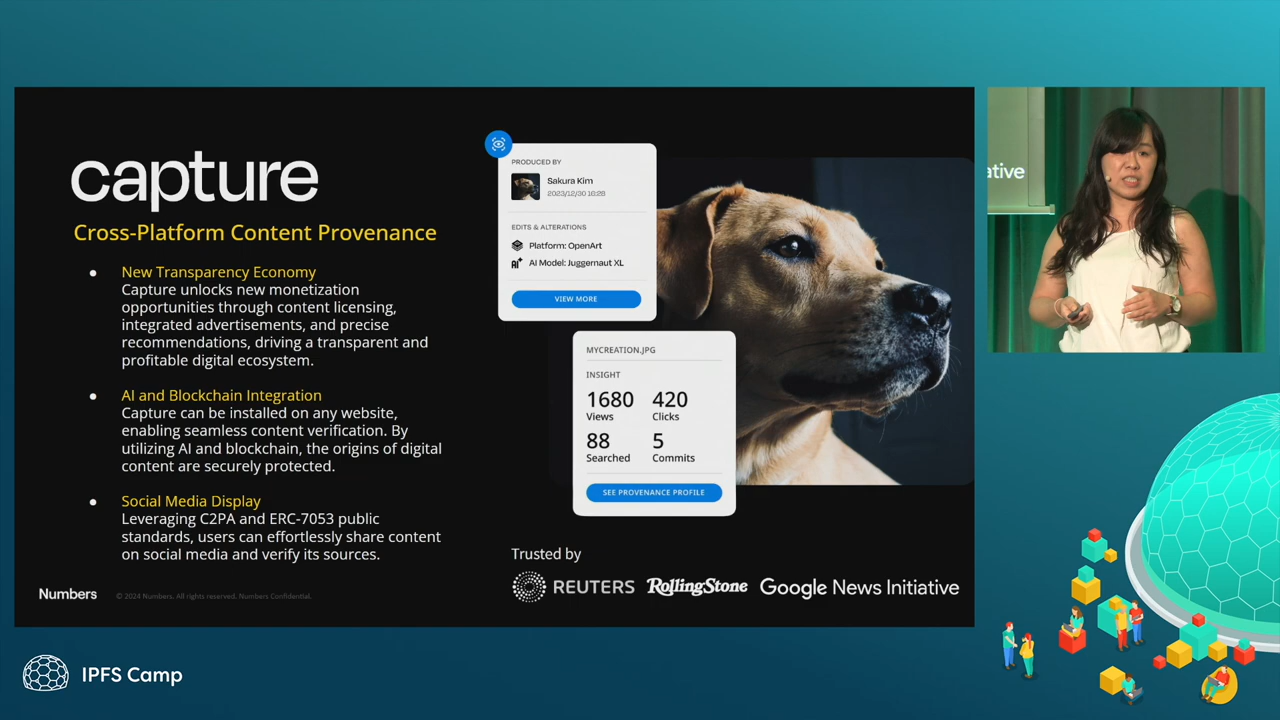 capture
Cross-Platform Content Provenance
● New Transparency Economy
Capture unlocks new monetization
opportunities through content licensing,
integrated advertisements, and precise
recommendations, driving a transparent and
profitable digital ecosystem.
● AI and Blockchain Integration
Capture can be installed on any website,
enabling seamless content verification. By
utilizing AI and blockchain, the origins of digital
content are securely protected.
● Social Media Display
Leveraging C2PA and ERC-7053 public
standards, users can effortlessly share content
on social media and verify its sources.
Numbers © 2024 Numbers. All rights reserved. Numbers Confidential.
PRODUCED BY
Sakura Kim
2023/12/30 16:29
EDITS & ALTERATIONS
Platform: OpenArt
AI Model: Juggernaut XL
VIEW MORE
MYCREATION.JPG
INSIGHT
1680 420
Views Clicks
88 5
Searched Commits
SEE PROVENANCE PROFILE
Trusted by
REUTERS RollingStone Google News Initiative
ative
IPFS Camp